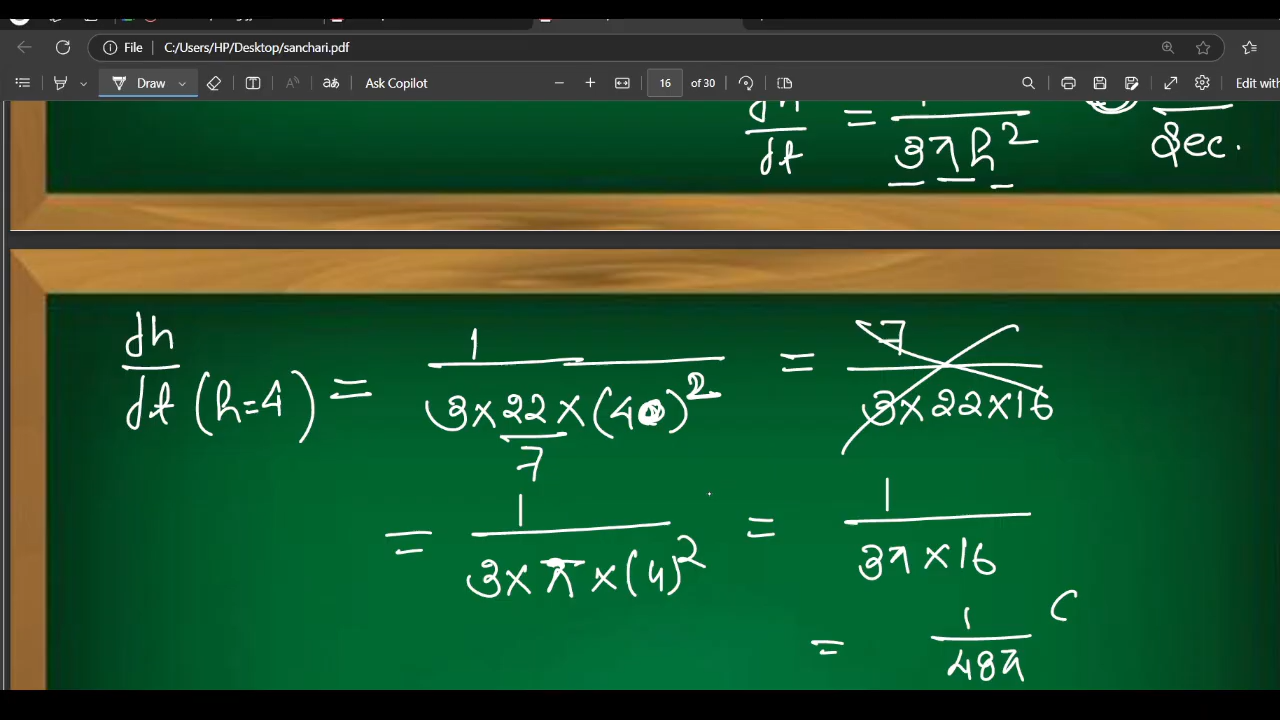 File | C:/Users/HP/Desktop/sanchari.pdf
Draw Ask Copilot 16 of 30 Edit with
dh/dt = 1/(3πh²) Sec.
dh/dt (h=4) = 1/(3×22/7×(4)²) = 7/(3×22×16)
= 1/(3×π×(4)²) = 1/(3π×16)
= 1/(48π) (